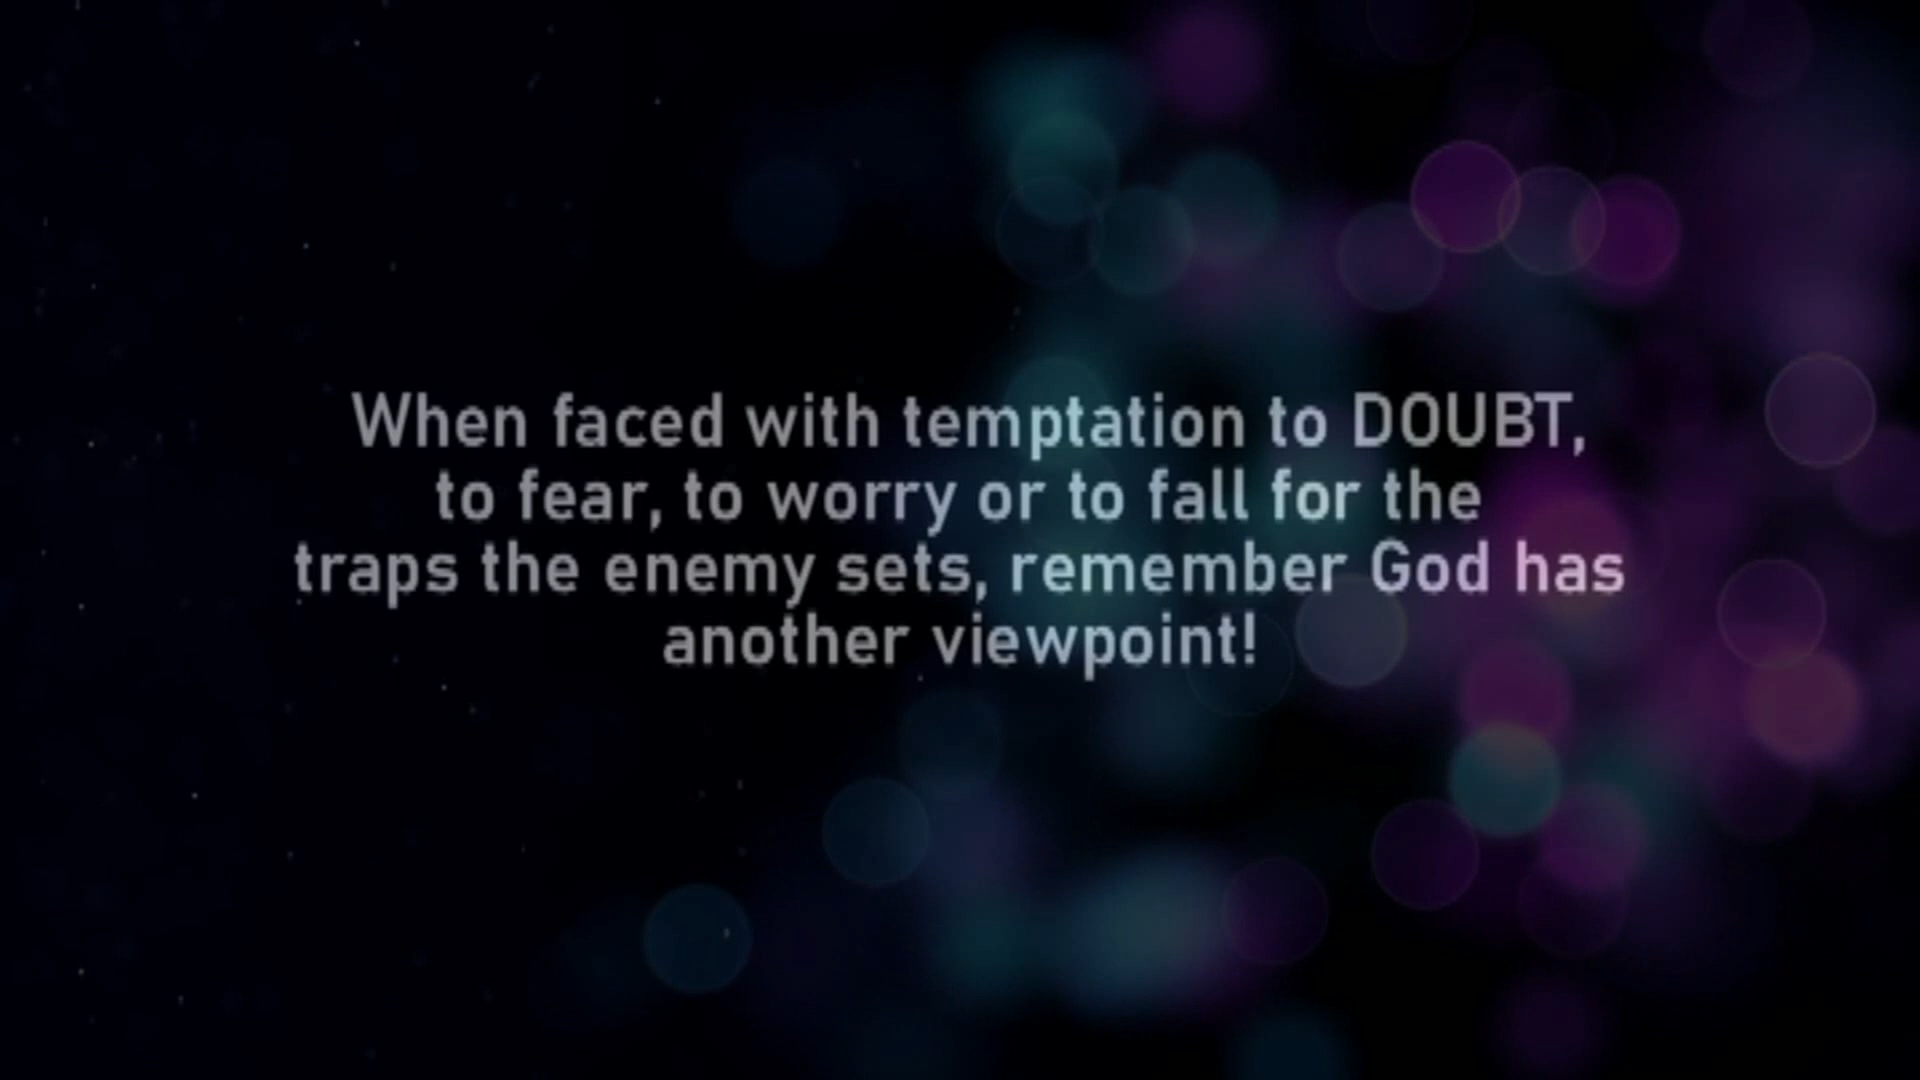 When faced with temptation to DOUBT,
to fear, to worry or to fall for the
traps the enemy sets, remember God has
another viewpoint!